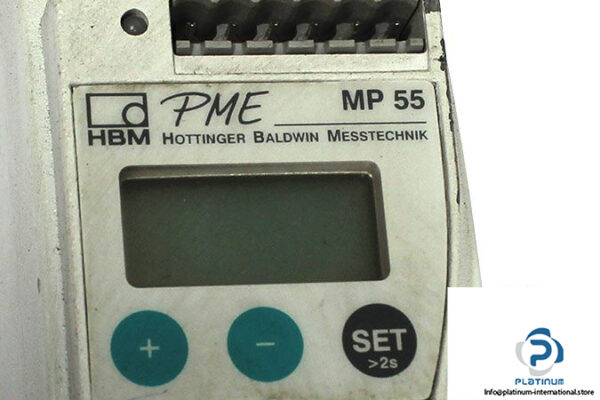 PME MP 55
HBM HOTTINGER BALDWIN MESSTECHNIK
+ - SET
>2s
PLATINUM
Info@platinum-international.store